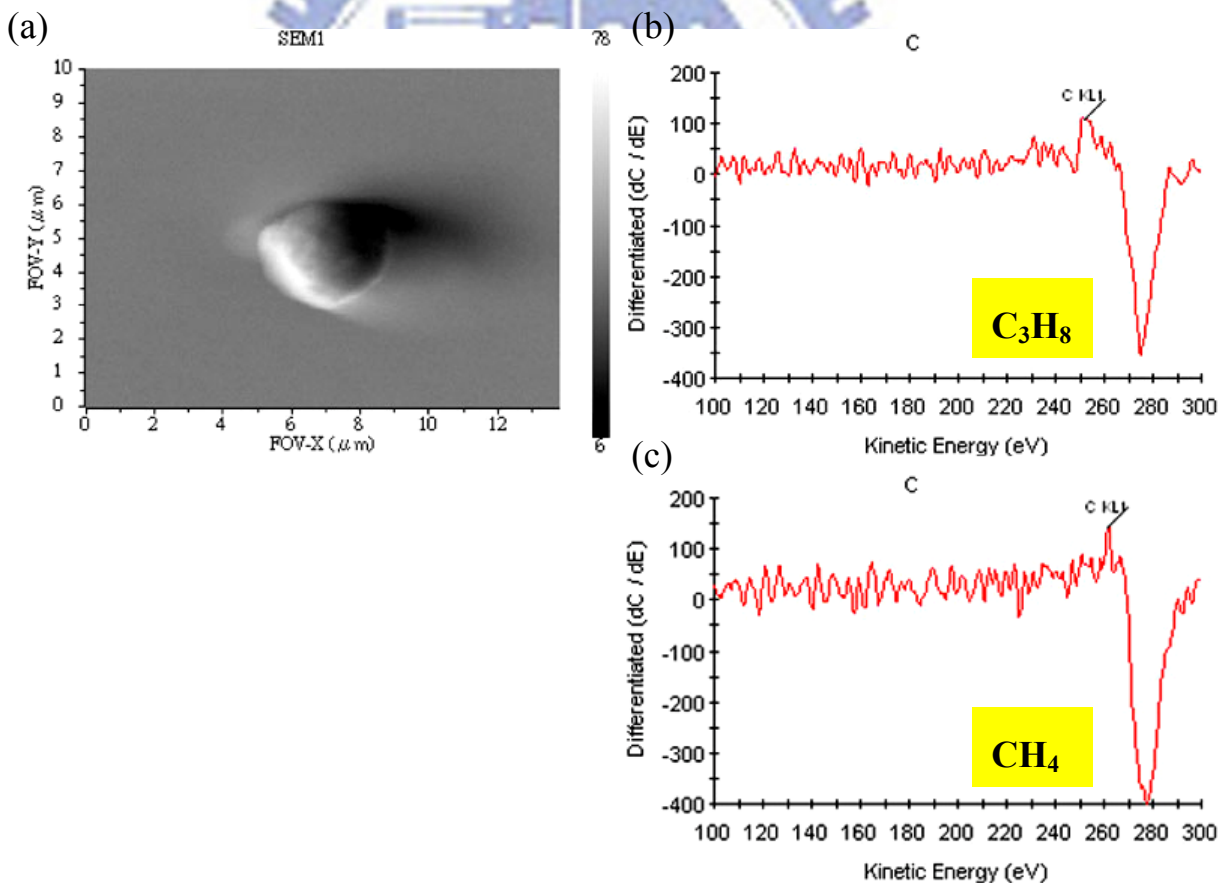 (a)
SEM1
78
10
9
8
7
6
5
4
3
2
1
0
FOV-Y (μm)
0 2 4 6 8 10 12
FOV-X (μm)
6
(b)
C
C KL1
200
100
0
-100
-200
-300
-400
Differentiated (dC / dE)
C₃H₈
100 120 140 160 180 200 220 240 260 280 300
Kinetic Energy (eV)
(c)
C
C KL1
200
100
0
-100
-200
-300
-400
Differentiated (dC / dE)
CH₄
100 120 140 160 180 200 220 240 260 280 300
Kinetic Energy (eV)